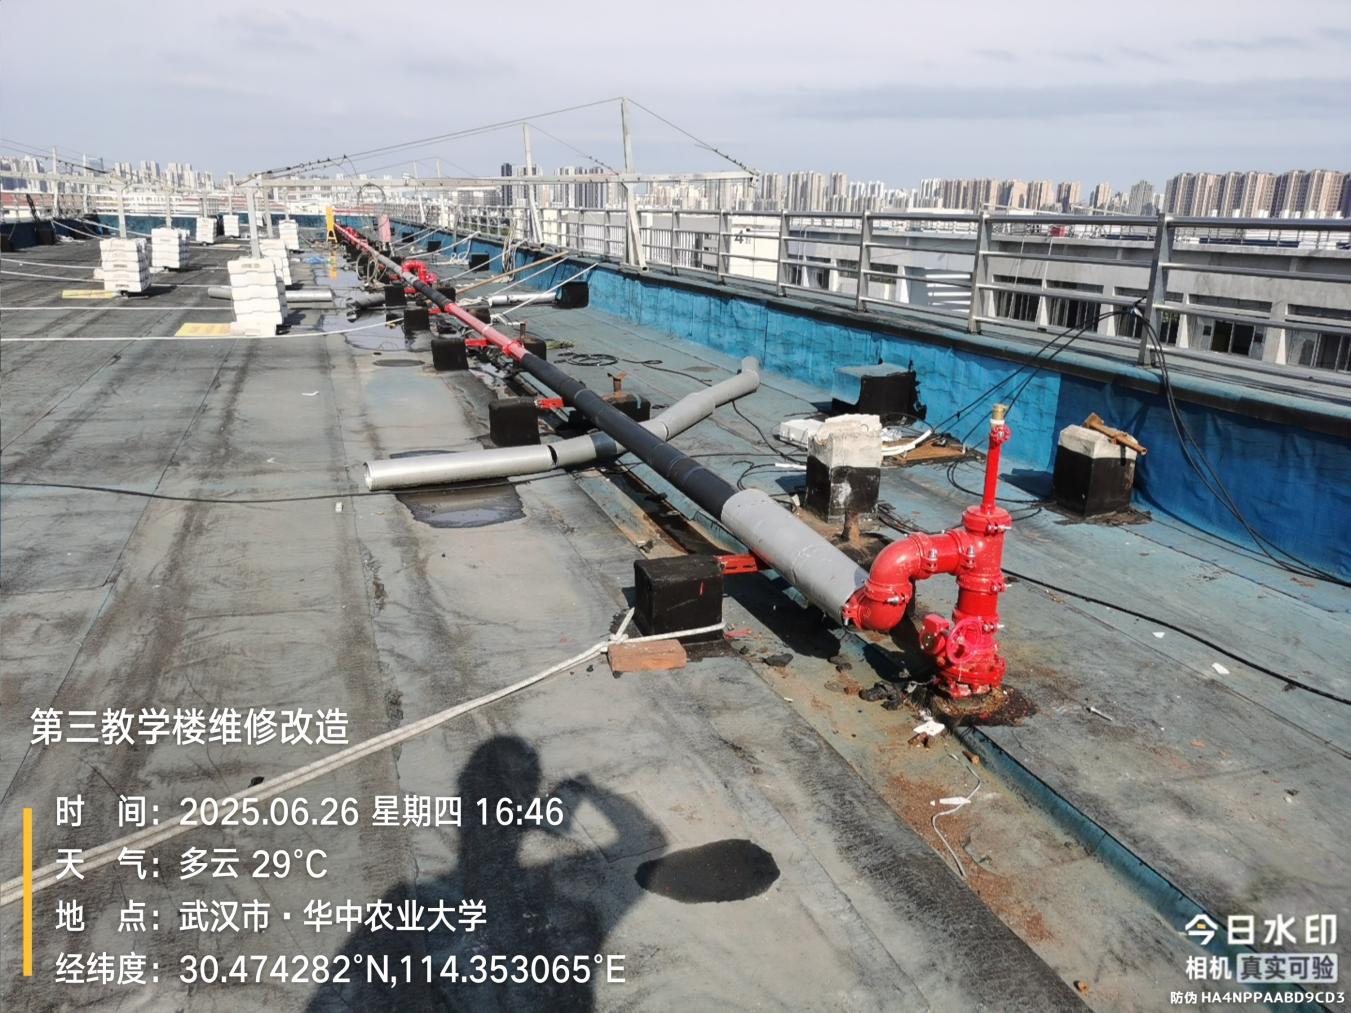 第三教学楼维修改造
时 间：2025.06.26 星期四 16:46
天 气：多云 29°C
地 点：武汉市·华中农业大学
经纬度：30.474282°N,114.353065°E
今日水印
相机 真实可验
防伪 HA4NPPAABD9CD3